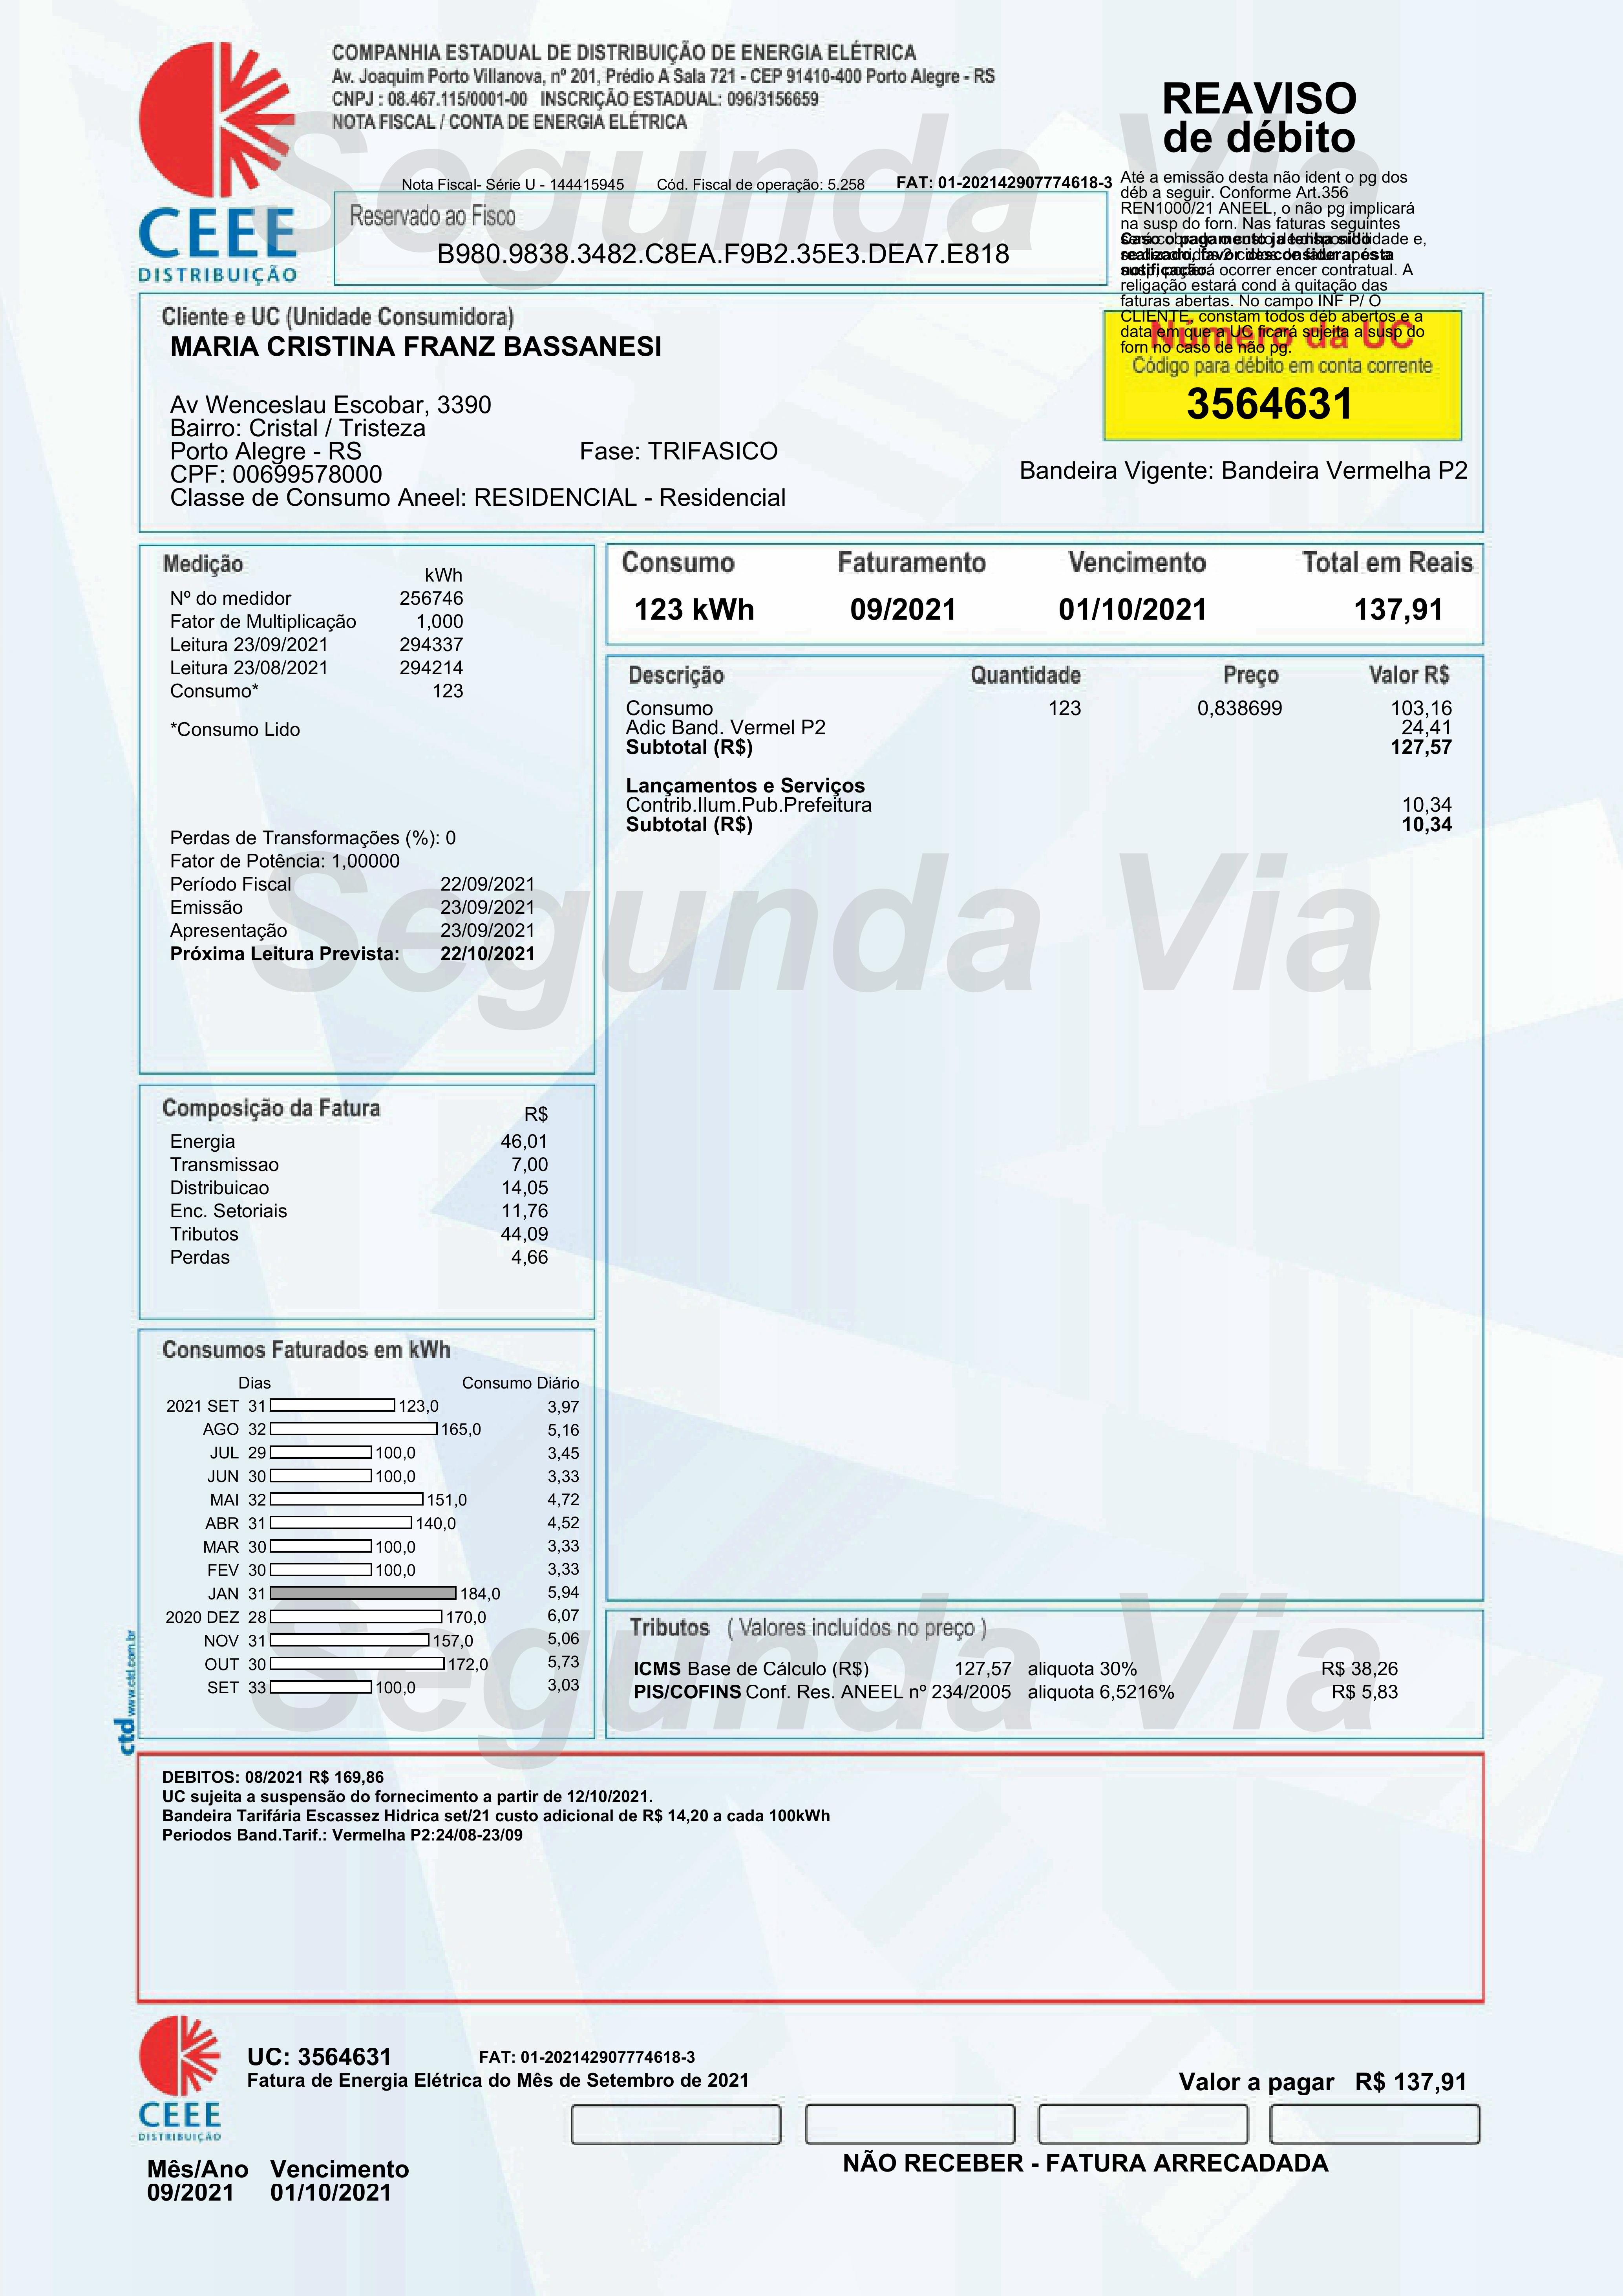 COMPANHIA ESTADUAL DE DISTRIBUIÇÃO DE ENERGIA ELÉTRICA
Av. Joaquim Porto Villanova, nº 201, Prédio A Sala 721 - CEP 91410-400 Porto Alegre - RS
CNPJ : 08.467.115/0001-00 INSCRIÇÃO ESTADUAL: 096/3156659
NOTA FISCAL / CONTA DE ENERGIA ELÉTRICA
REAVISO
de débito
Segunda Via
CEEE
DISTRIBUIÇÃO
Nota Fiscal- Série U - 144415945 Cód. Fiscal de operação: 5.258 FAT: 01-202142907774618-3
Reservado ao Fisco
B980.9838.3482.C8EA.F9B2.35E3.DEA7.E818
Até a emissão desta não ident o pg dos
déb a seguir. Conforme Art.356
REN1000/21 ANEEL, o não pg implicará
na susp do forn. Nas faturas seguintes
Caso o pagamento ja tenha sido
realizado, favor desconsiderar esta
notificação.
ocorrer encer contratual. A
religação estará cond à quitação das
faturas abertas. No campo INF P/ O
CLIENTE, constam todos déb abertos e a
data em que a UC ficará sujeita a susp do
forn no caso de não pg.
Cliente e UC (Unidade Consumidora)
MARIA CRISTINA FRANZ BASSANESI
Número da UC
Código para débito em conta corrente
3564631
Av Wenceslau Escobar, 3390
Bairro: Cristal / Tristeza
Porto Alegre - RS Fase: TRIFASICO
CPF: 00699578000
Bandeira Vigente: Bandeira Vermelha P2
Classe de Consumo Aneel: RESIDENCIAL - Residencial
Medição
kWh
Nº do medidor 256746
Fator de Multiplicação 1,000
Leitura 23/09/2021 294337
Leitura 23/08/2021 294214
Consumo* 123
*Consumo Lido
Perdas de Transformações (%): 0
Fator de Potência: 1,00000
Período Fiscal 22/09/2021
Emissão 23/09/2021
Apresentação 23/09/2021
Próxima Leitura Prevista: 22/10/2021
Consumo Faturamento Vencimento Total em Reais
123 kWh 09/2021 01/10/2021 137,91
Descrição Quantidade Preço Valor R$
Consumo 123 0,838699 103,16
Adic Band. Vermel P2 24,41
Subtotal (R$) 127,57
Lançamentos e Serviços
Contrib.Ilum.Pub.Prefeitura 10,34
Subtotal (R$) 10,34
Segunda Via
Composição da Fatura
R$
Energia 46,01
Transmissao 7,00
Distribuicao 14,05
Enc. Setoriais 11,76
Tributos 44,09
Perdas 4,66
Consumos Faturados em kWh
Dias Consumo Diário
2021 SET 31 123,0 3,97
AGO 32 165,0 5,16
JUL 29 100,0 3,45
JUN 30 100,0 3,33
MAI 32 151,0 4,72
ABR 31 140,0 4,52
MAR 30 100,0 3,33
FEV 30 100,0 3,33
JAN 31 184,0 5,94
2020 DEZ 28 170,0 6,07
NOV 31 157,0 5,06
OUT 30 172,0 5,73
SET 33 100,0 3,03
Segunda Via
Tributos ( Valores incluídos no preço )
ICMS Base de Cálculo (R$) 127,57 aliquota 30% R$ 38,26
PIS/COFINS Conf. Res. ANEEL nº 234/2005 aliquota 6,5216% R$ 5,83
ctd www.ctd.com.br
DEBITOS: 08/2021 R$ 169,86
UC sujeita a suspensão do fornecimento a partir de 12/10/2021.
Bandeira Tarifária Escassez Hidrica set/21 custo adicional de R$ 14,20 a cada 100kWh
Periodos Band.Tarif.: Vermelha P2:24/08-23/09
CEEE
DISTRIBUIÇÃO
UC: 3564631 FAT: 01-202142907774618-3
Fatura de Energia Elétrica do Mês de Setembro de 2021
Valor a pagar R$ 137,91
NÃO RECEBER - FATURA ARRECADADA
Mês/Ano Vencimento
09/2021 01/10/2021